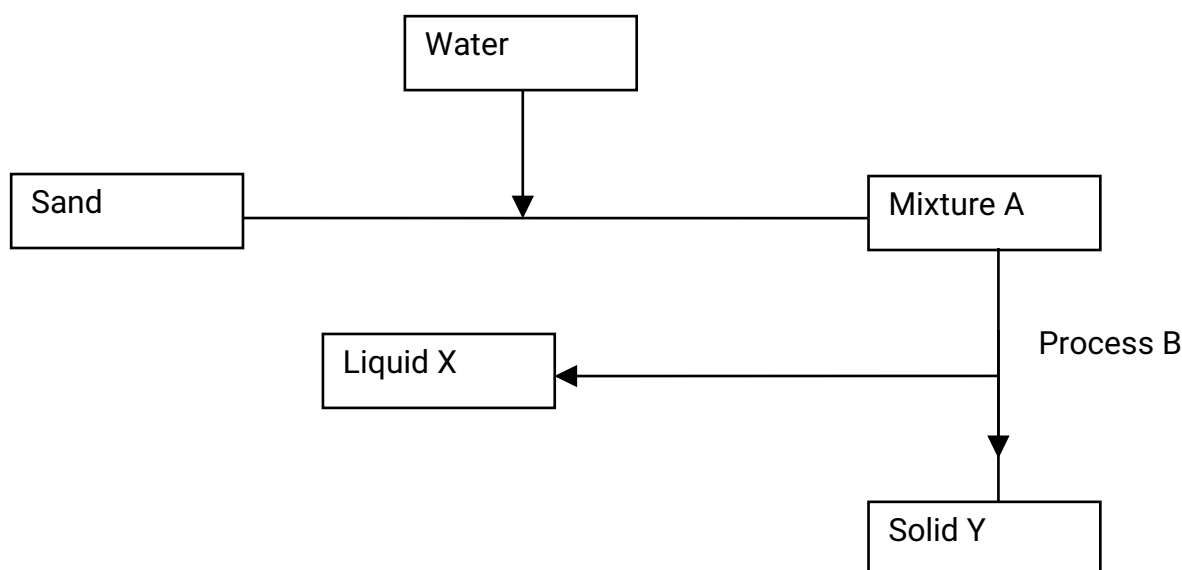 Water
Sand
Mixture A
Process B
Liquid X
Solid Y